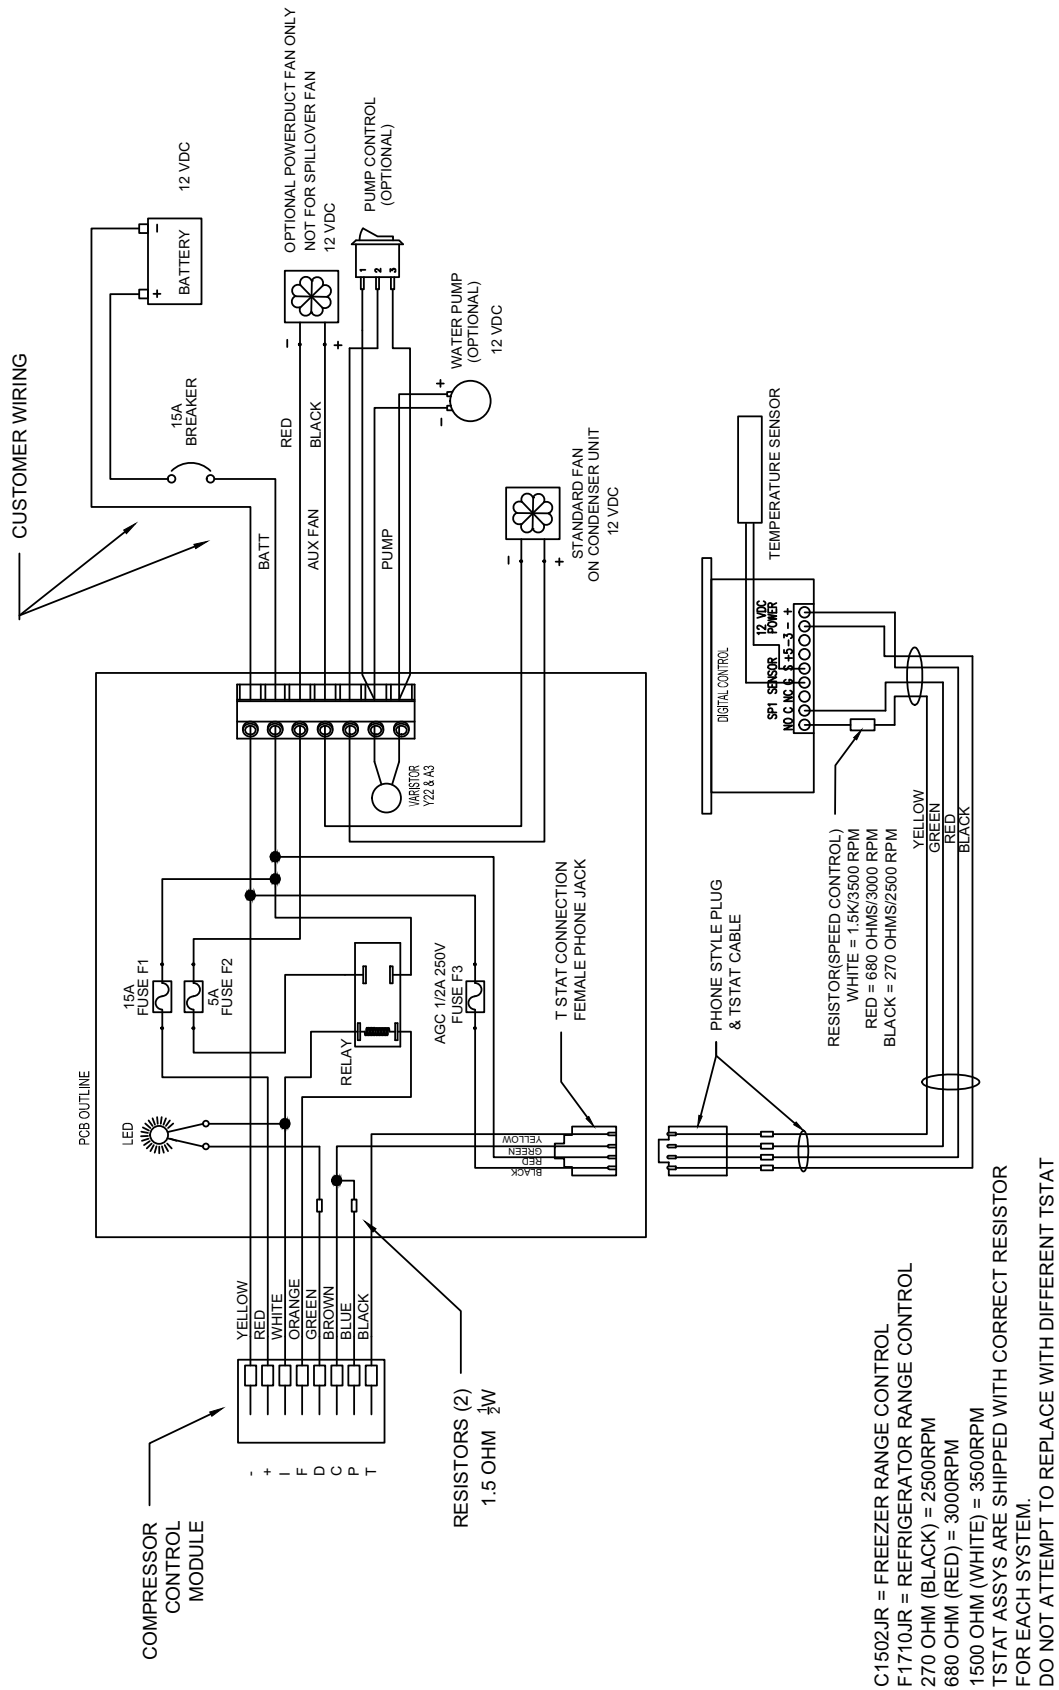 CUSTOMER WIRING
12 VDC
BATTERY
-
+
15A
BREAKER
OPTIONAL POWERDUCT FAN ONLY
NOT FOR SPILLOVER FAN
12 VDC
-
+
RED
BLACK
PUMP CONTROL
(OPTIONAL)
1
2
3
WATER PUMP
(OPTIONAL)
12 VDC
+
-
BATT
AUX FAN
PUMP
STANDARD FAN
ON CONDENSER UNIT
12 VDC
-
+
PCB OUTLINE
LED
15A
FUSE F1
5A
FUSE F2
RELAY
AGC 1/2A 250V
FUSE F3
VARISTOR
Y22 & A3
T STAT CONNECTION
FEMALE PHONE JACK
YELLOW
GREEN
RED
BLACK
COMPRESSOR
CONTROL
MODULE
-
+
I
F
D
C
P
T
YELLOW
RED
WHITE
ORANGE
GREEN
BROWN
BLUE
BLACK
RESISTORS (2)
1.5 OHM 1/2W
TEMPERATURE SENSOR
DIGITAL CONTROL
12 VDC
POWER
SP1 SENSOR
NO C NC G S +5 -3 - +
PHONE STYLE PLUG
& TSTAT CABLE
RESISTOR(SPEED CONTROL)
WHITE = 1.5K/3500 RPM
RED = 680 OHMS/3000 RPM
BLACK = 270 OHMS/2500 RPM
YELLOW
GREEN
RED
BLACK
C1502JR = FREEZER RANGE CONTROL
F1710JR = REFRIGERATOR RANGE CONTROL
270 OHM (BLACK) = 2500RPM
680 OHM (RED) = 3000RPM
1500 OHM (WHITE) = 3500RPM
TSTAT ASSYS ARE SHIPPED WITH CORRECT RESISTOR
FOR EACH SYSTEM.
DO NOT ATTEMPT TO REPLACE WITH DIFFERENT TSTAT